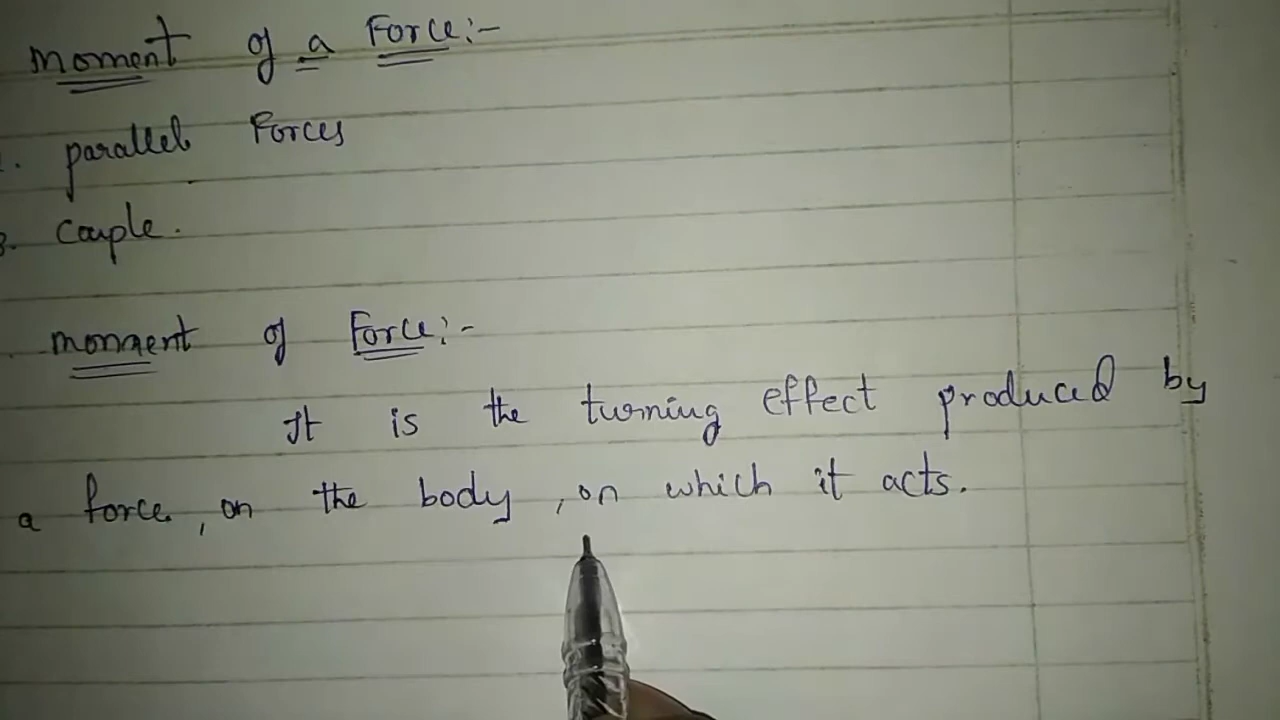 Moment of a Force:-
. parallel Forces
3. Couple.
. Moment of Force:-
It is the turning effect produced by
a force, on the body, on which it acts.